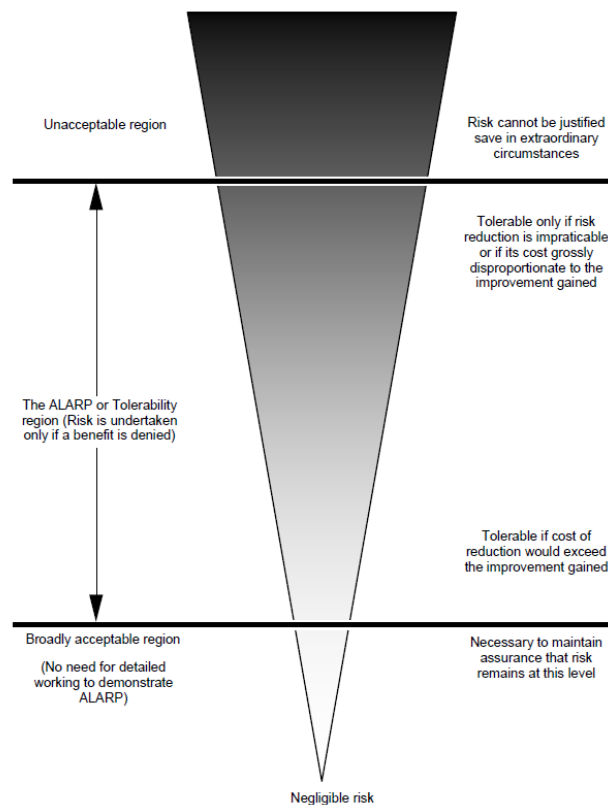 Unacceptable region
Risk cannot be justified
save in extraordinary
circumstances
Tolerable only if risk
reduction is impraticable
or if its cost grossly
disproportionate to the
improvement gained
The ALARP or Tolerability
region (Risk is undertaken
only if a benefit is denied)
Tolerable if cost of
reduction would exceed
the improvement gained
Broadly acceptable region
(No need for detailed
working to demonstrate
ALARP)
Necessary to maintain
assurance that risk
remains at this level
Negligible risk